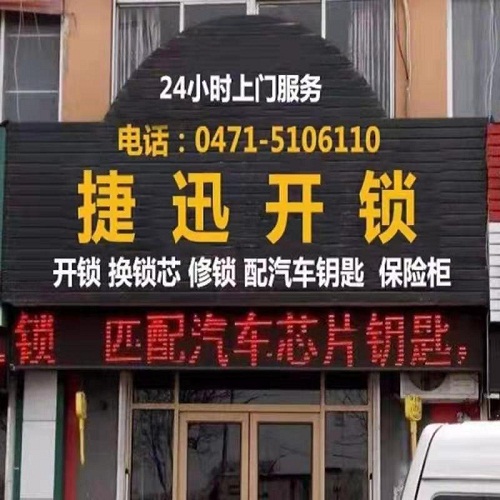 24小时上门服务
电话：0471-5106110
捷迅开锁
开锁 换锁芯 修锁 配汽车钥匙 保险柜
锁 匹配汽车芯片钥匙，